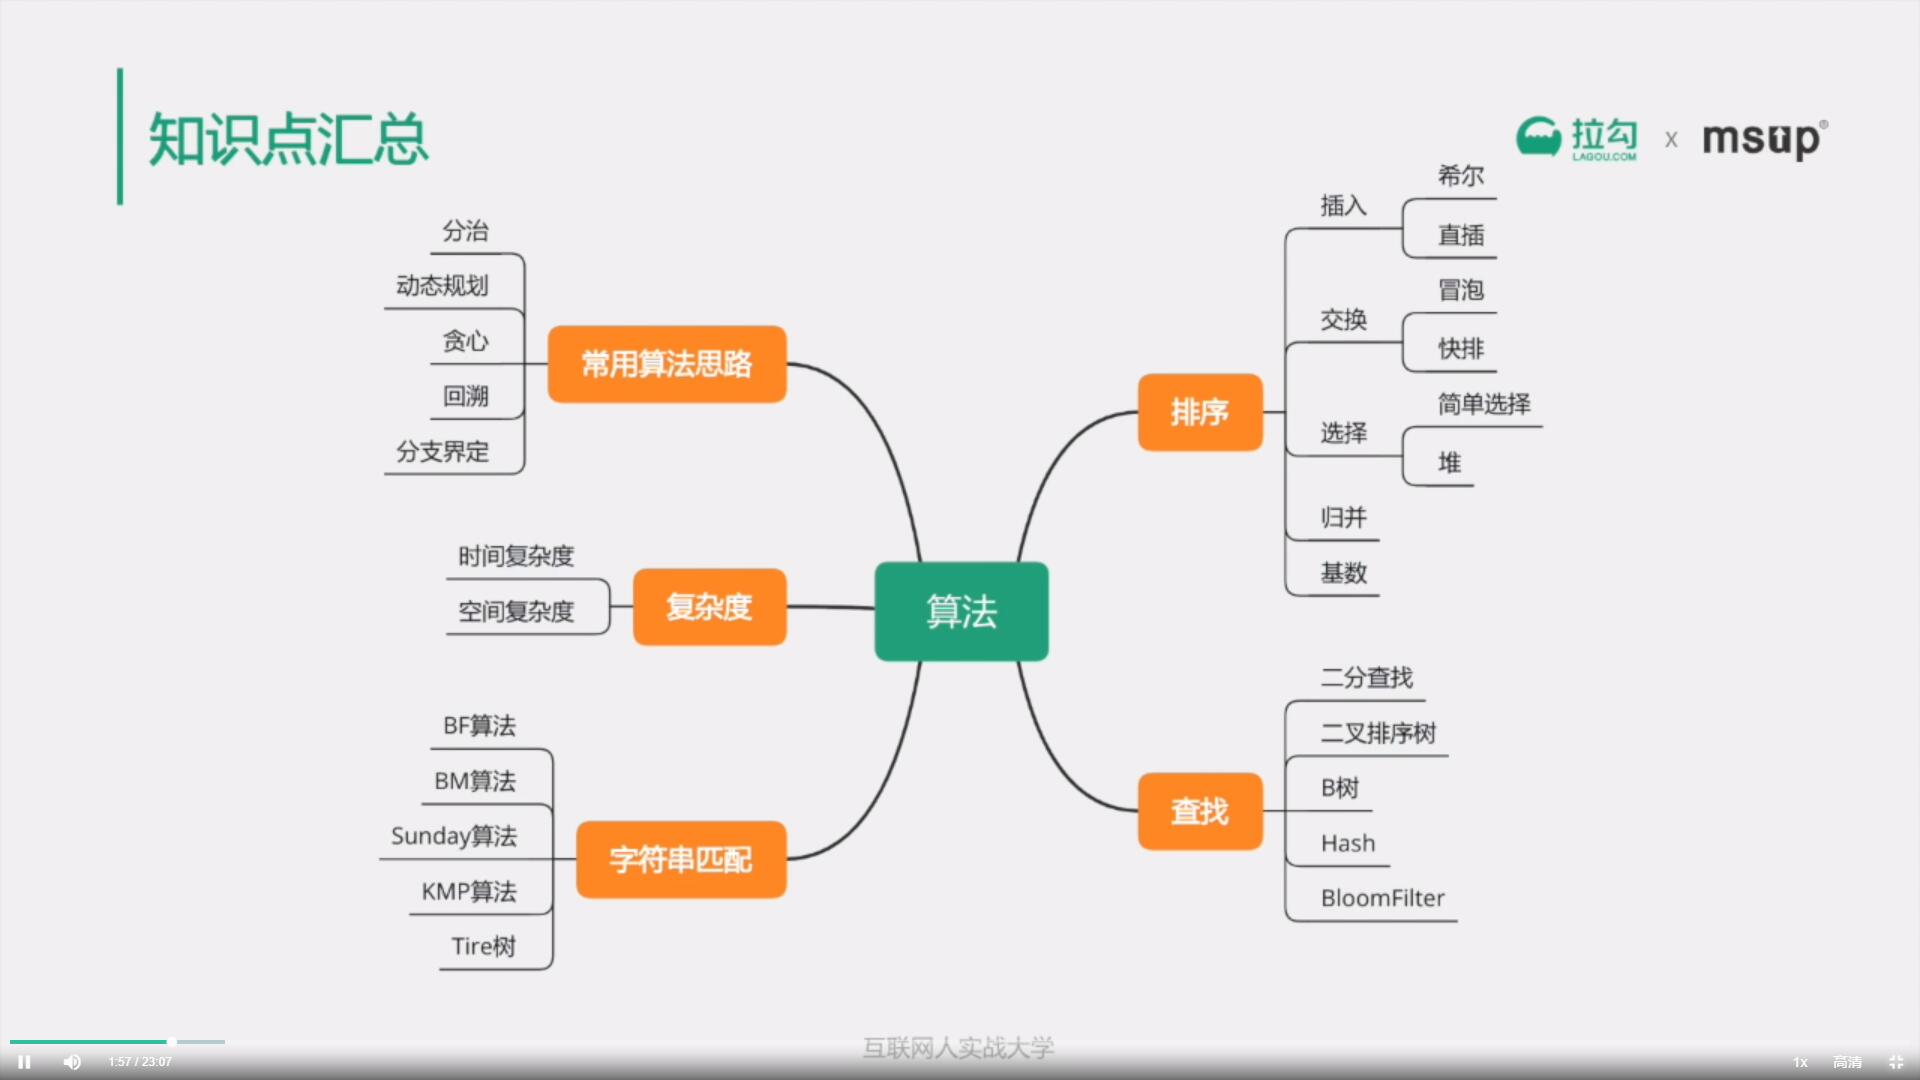 知识点汇总
拉勾
LAGOU.COM
x
msup®
分治
动态规划
贪心
回溯
分支界定
常用算法思路
时间复杂度
空间复杂度
复杂度
BF算法
BM算法
Sunday算法
KMP算法
Tire树
字符串匹配
算法
排序
插入
希尔
直插
交换
冒泡
快排
选择
简单选择
堆
归并
基数
查找
二分查找
二叉排序树
B树
Hash
BloomFilter
互联网人实战大学
1:57 / 23:07
1x
高清